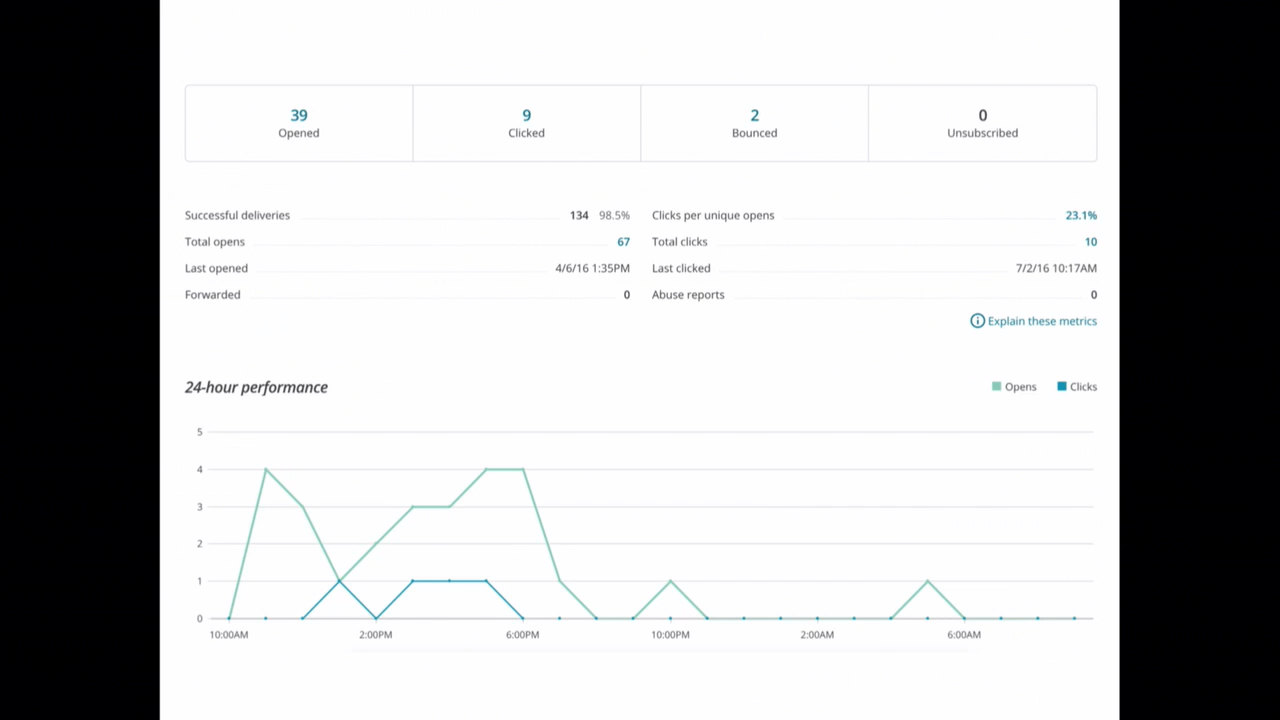 39 9 2 0
Opened Clicked Bounced Unsubscribed
Successful deliveries 134 98.5% Clicks per unique opens 23.1%
Total opens 67 Total clicks 10
Last opened 4/6/16 1:35PM Last clicked 7/2/16 10:17AM
Forwarded 0 Abuse reports 0
Explain these metrics
24-hour performance Opens Clicks
5
4
3
2
1
0
10:00AM 2:00PM 6:00PM 10:00PM 2:00AM 6:00AM